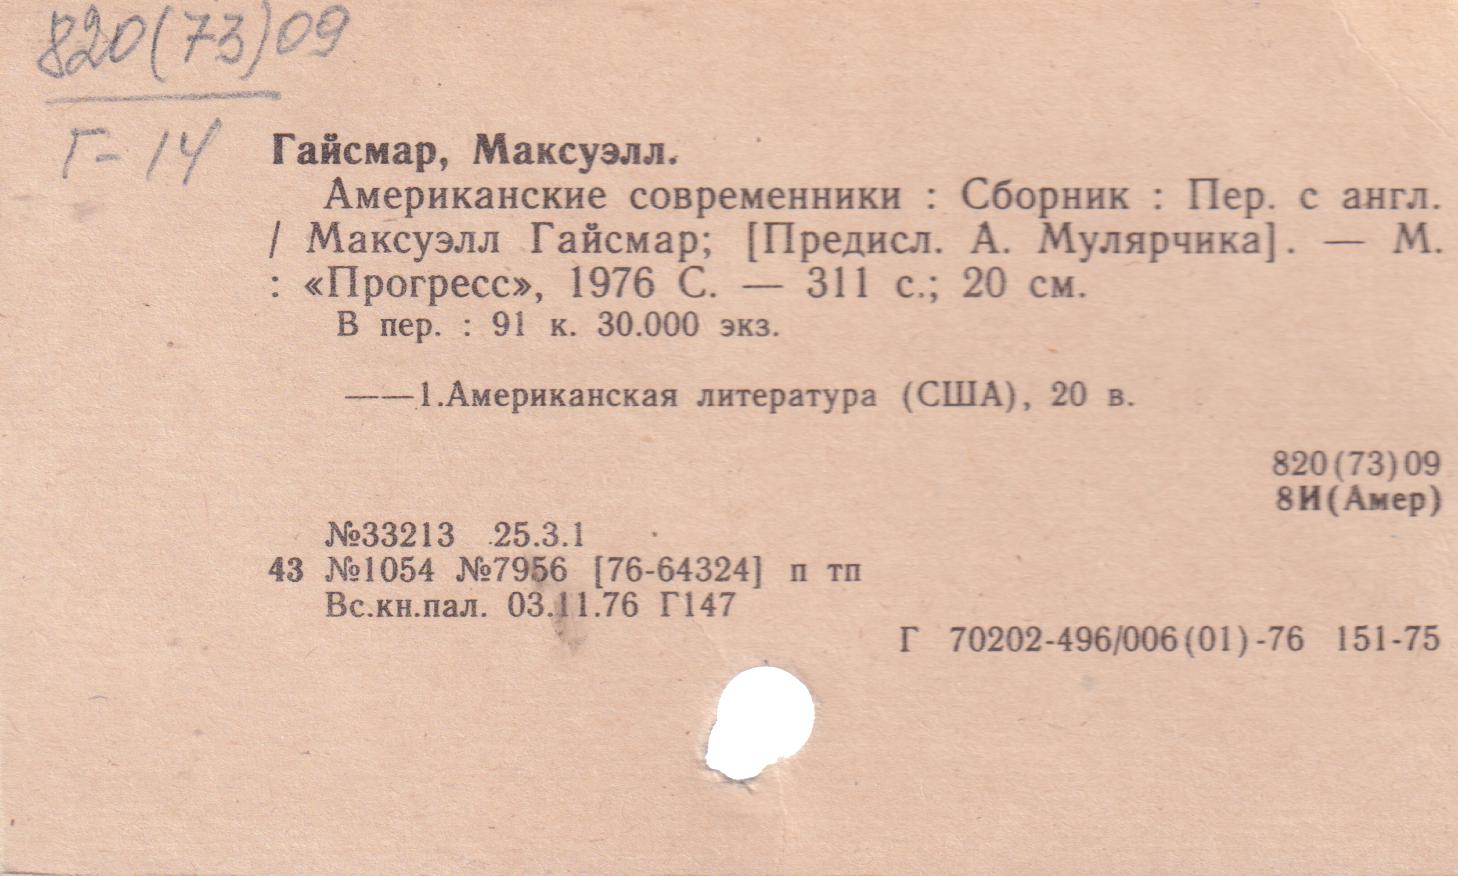 820(73)09
Г-14
Гайсмар, Максуэлл.
Американские современники : Сборник : Пер. с англ.
/ Максуэлл Гайсмар; [Предисл. А. Мулярчика]. — М.
: «Прогресс», 1976 С. — 311 с.; 20 см.
В пер. : 91 к. 30.000 экз.
——1.Американская литература (США), 20 в.
820(73)09
8И(Амер)
№33213 25.3.1
43 №1054 №7956 [76-64324] п тп
Вс.кн.пал. 03.11.76 Г147
Г 70202-496/006(01)-76 151-75